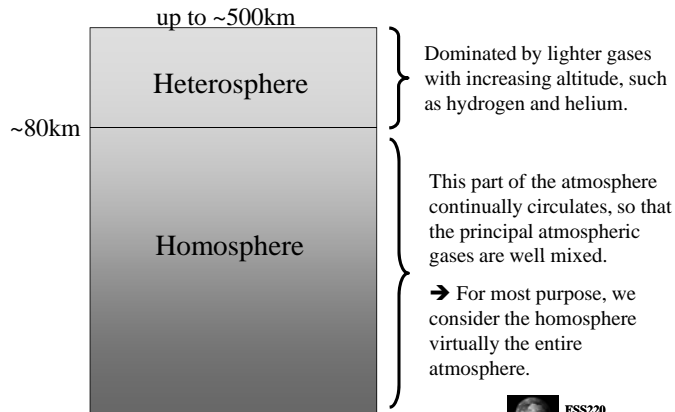 up to ~500km
Heterosphere
Dominated by lighter gases
with increasing altitude, such
as hydrogen and helium.
~80km
Homosphere
This part of the atmosphere
continually circulates, so that
the principal atmospheric
gases are well mixed.
➔ For most purpose, we
consider the homosphere
virtually the entire
atmosphere.
ESS220